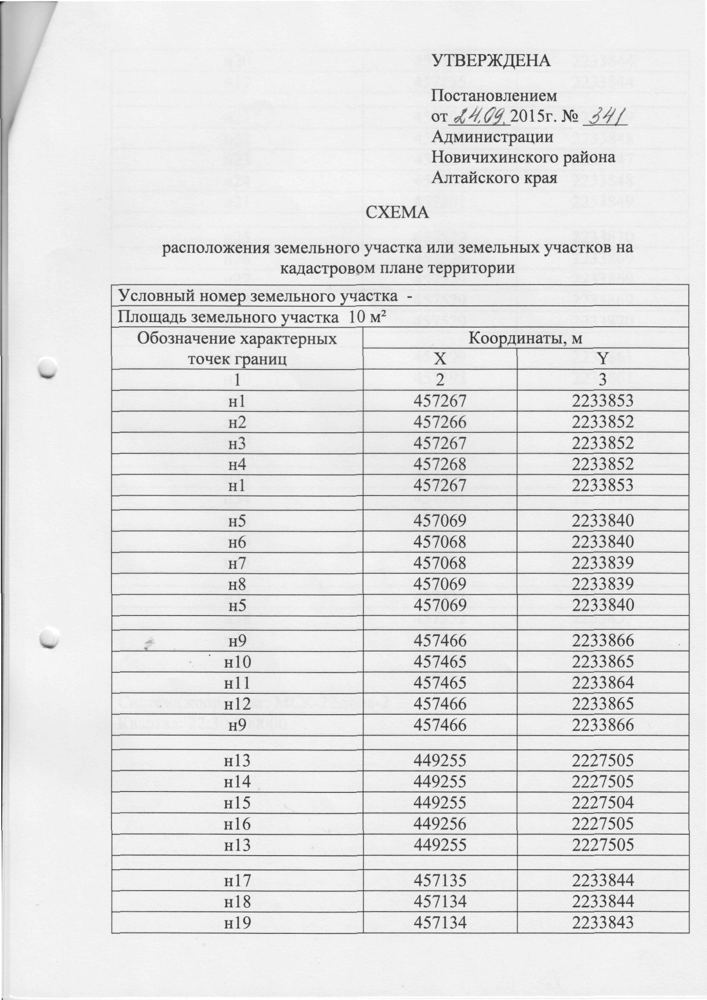 УТВЕРЖДЕНА
Постановлением
от 24.09. 2015г. № 341
Администрации
Новичихинского района
Алтайского края
СХЕМА
расположения земельного участка или земельных участков на
кадастровом плане территории
Условный номер земельного участка -
Площадь земельного участка 10 м²
Обозначение характерных точек границ
Координаты, м
X Y
1 2 3
н1 457267 2233853
н2 457266 2233852
н3 457267 2233852
н4 457268 2233852
н1 457267 2233853
н5 457069 2233840
н6 457068 2233840
н7 457068 2233839
н8 457069 2233839
н5 457069 2233840
н9 457466 2233866
н10 457465 2233865
н11 457465 2233864
н12 457466 2233865
н9 457466 2233866
н13 449255 2227505
н14 449255 2227505
н15 449255 2227504
н16 449256 2227505
н13 449255 2227505
н17 457135 2233844
н18 457134 2233844
н19 457134 2233843